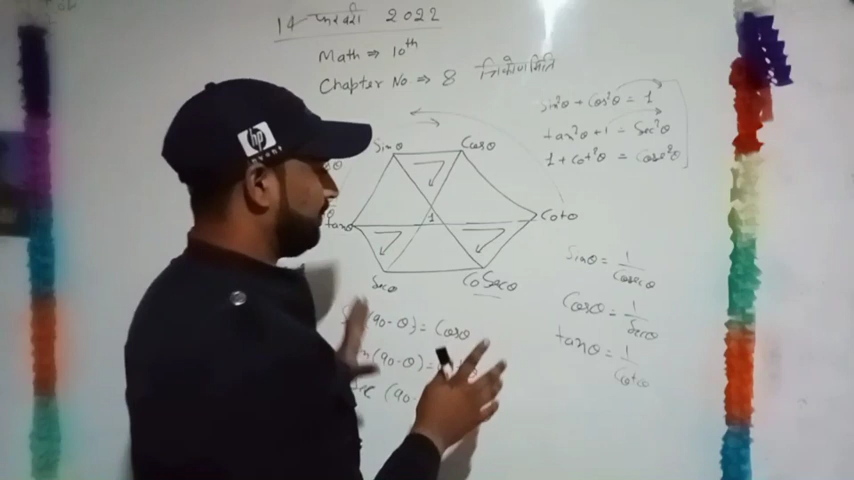 14 फरवरी 2022
Math ⇒ 10th
Chapter No ⇒ 8 त्रिकोणमिति
sin²θ + cos²θ = 1
tan²θ + 1 = sec²θ
1 + cot²θ = cosec²θ
hp
Sinθ Cosθ
tanθ 1 Cotθ
Secθ CoSecθ
(90-θ) = Cosθ
(90-θ) =
(90-
Sinθ = 1/Cosecθ
Cosθ = 1/Secθ
tanθ = 1/Cotθ